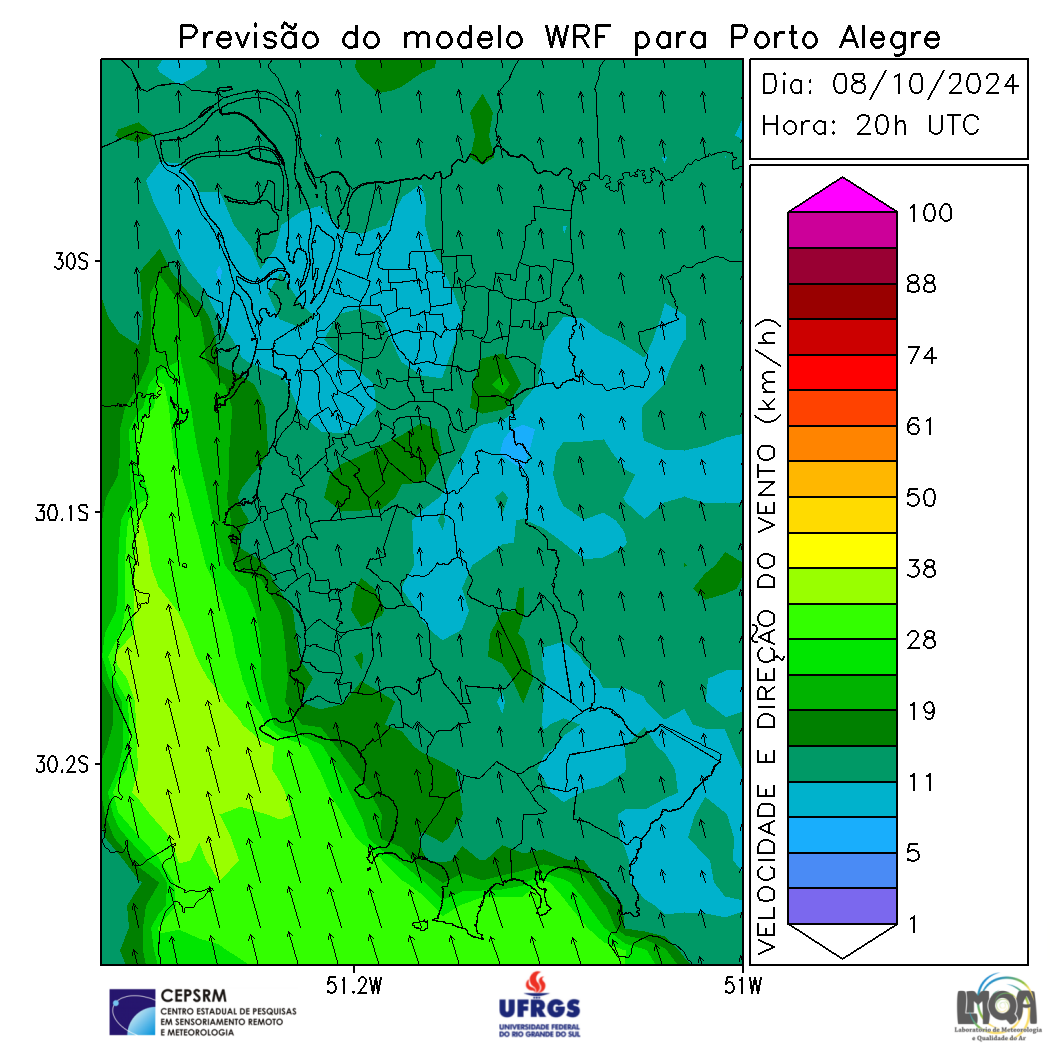 Previsão do modelo WRF para Porto Alegre
Dia: 08/10/2024
Hora: 20h UTC
30S
30.1S
30.2S
51.2W
51W
VELOCIDADE E DIREÇÃO DO VENTO (km/h)
100
88
74
61
50
38
28
19
11
5
1
CEPSRM
CENTRO ESTADUAL DE PESQUISAS
EM SENSORIAMENTO REMOTO
E METEOROLOGIA
UFRGS
UNIVERSIDADE FEDERAL
DO RIO GRANDE DO SUL
LMQA
Laboratório de Meteorologia
e Qualidade do Ar